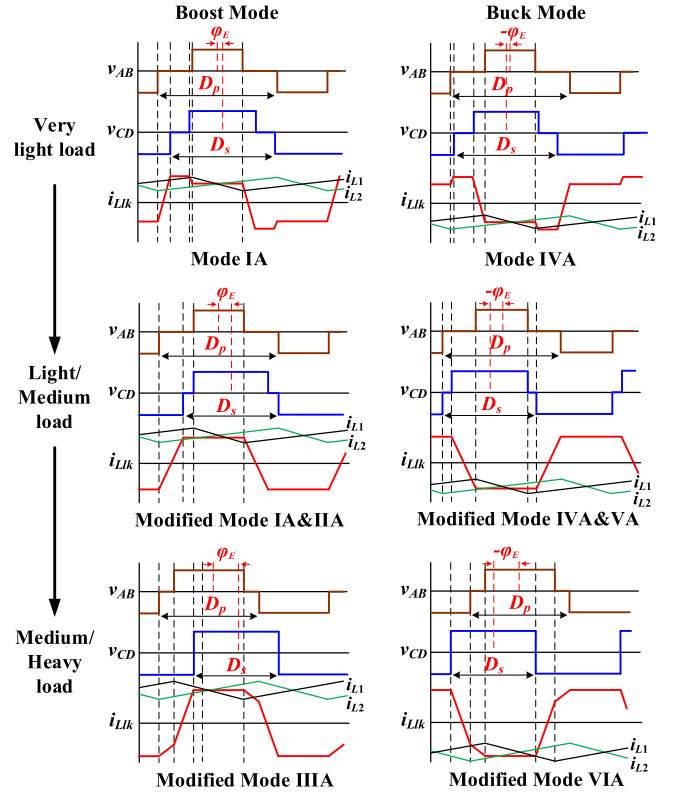 Boost Mode
Buck Mode
Very
light load
Light/
Medium
load
Medium/
Heavy
load
φE
vAB
Dp
vCD
Ds
iLlk
iL1
iL2
Mode IA
-φE
vAB
Dp
vCD
Ds
iLlk
iL1
iL2
Mode IVA
φE
vAB
Dp
vCD
Ds
iLlk
iL1
iL2
Modified Mode IA&IIA
-φE
vAB
Dp
vCD
Ds
iLlk
iL1
iL2
Modified Mode IVA&VA
φE
vAB
Dp
vCD
Ds
iLlk
iL1
iL2
Modified Mode IIIA
-φE
vAB
Dp
vCD
Ds
iLlk
iL1
iL2
Modified Mode VIA